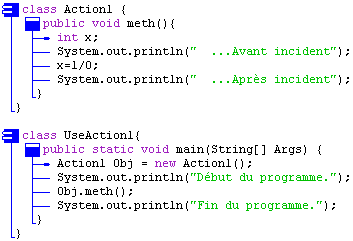 class Action1 {
public void meth(){
int x;
System.out.println("  ...Avant incident");
x=1/0;
System.out.println("  ...Après incident");
}
}
class UseAction1{
public static void main(String[] Args) {
Action1 Obj = new Action1();
System.out.println("Début du programme.");
Obj.meth();
System.out.println("Fin du programme.");
}
}